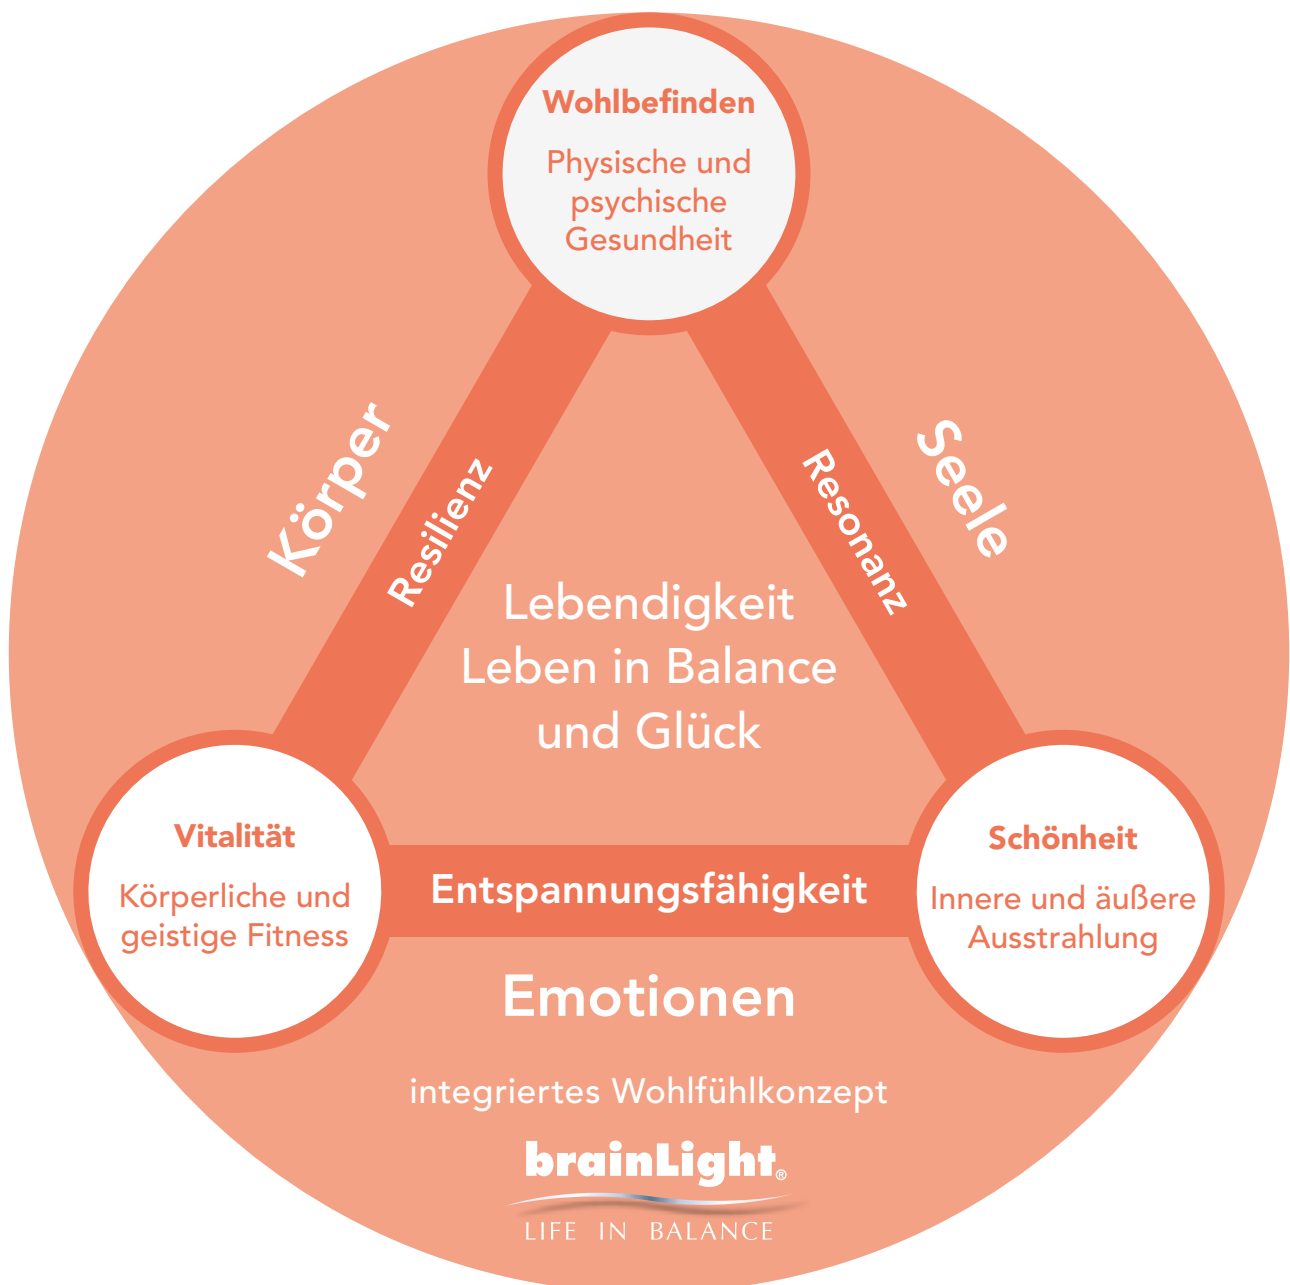 Wohlbefinden
Physische und
psychische
Gesundheit
Körper
Seele
Resilienz
Resonanz
Lebendigkeit
Leben in Balance
und Glück
Vitalität
Körperliche und
geistige Fitness
Entspannungsfähigkeit
Schönheit
Innere und äußere
Ausstrahlung
Emotionen
integriertes Wohlfühlkonzept
brainLight®
LIFE IN BALANCE